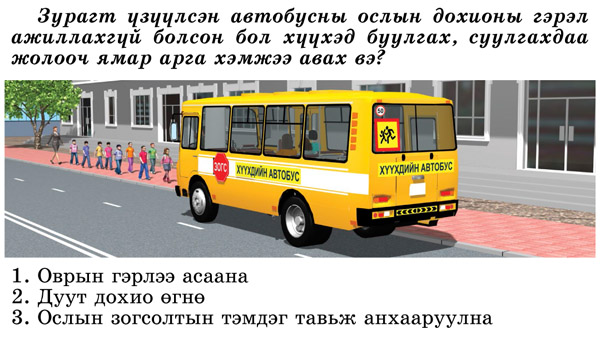 Зурагт үзүүлсэн автобусны ослын дохионы гэрэл
ажиллахгүй болсон бол хүүхэд буулгах, суулгахдаа
жолооч ямар арга хэмжээ авах вэ?
50
ЗОГС
ХҮҮХДИЙН АВТОБУС
ХҮҮХДИЙН АВТОБУС
1. Оврын гэрлээ асаана
2. Дуут дохио өгнө
3. Ослын зогсолтын тэмдэг тавьж анхааруулна